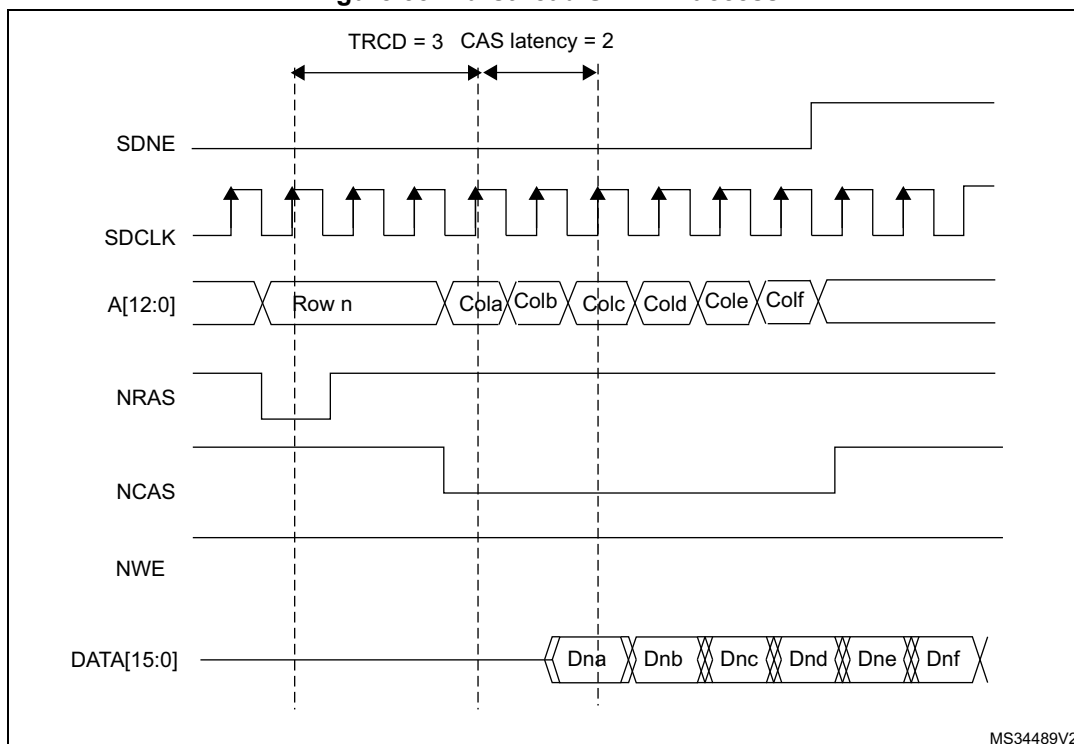 TRCD = 3 CAS latency = 2
SDNE
SDCLK
A[12:0] Row n Cola Colb Colc Cold Cole Colf
NRAS
NCAS
NWE
DATA[15:0] Dna Dnb Dnc Dnd Dne Dnf
MS34489V2